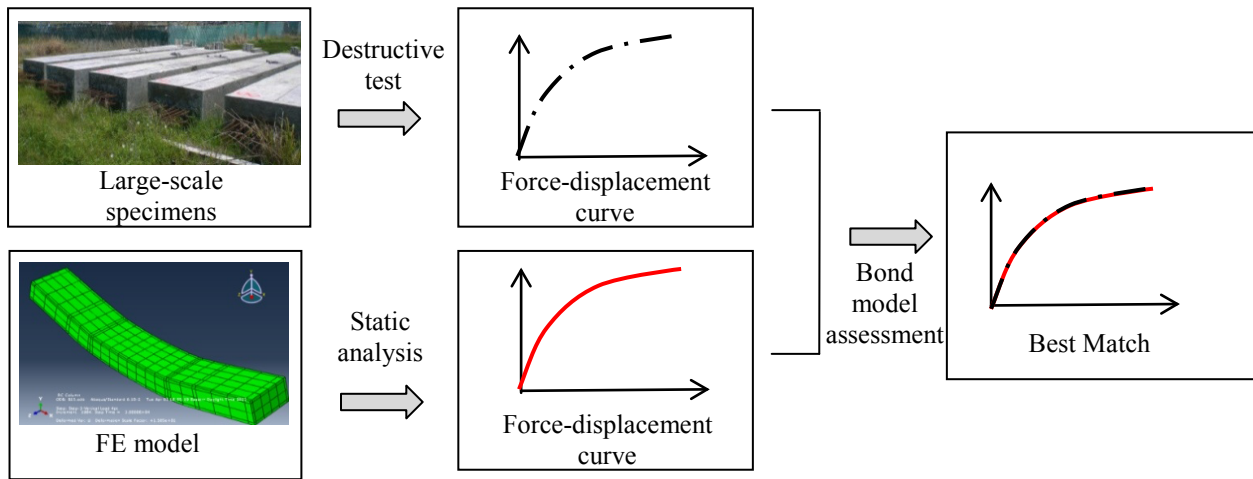 Large-scale
specimens
Destructive
test
Force-displacement
curve
FE model
Static
analysis
Force-displacement
curve
Bond
model
assessment
Best Match